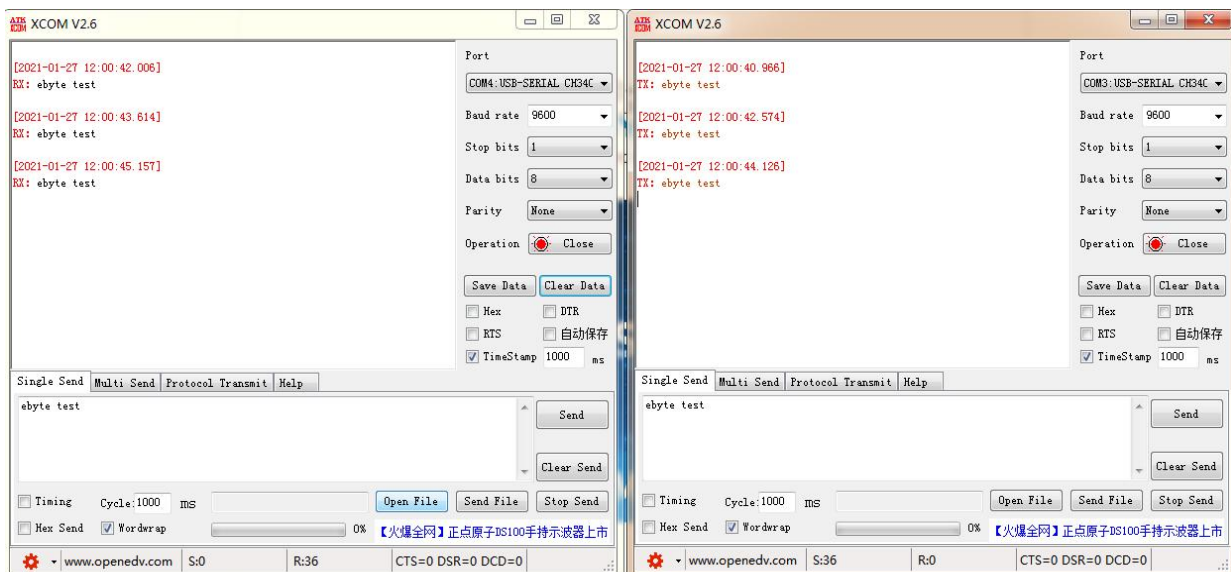 ATK XCOM XCOM V2.6
[2021-01-27 12:00:42.006]
RX: ebyte test
[2021-01-27 12:00:43.614]
RX: ebyte test
[2021-01-27 12:00:45.157]
RX: ebyte test
Port
COM4:USB-SERIAL CH34C
Baud rate 9600
Stop bits 1
Data bits 8
Parity None
Operation Close
Save Data Clear Data
Hex DTR
RTS 自动保存
TimeStamp 1000 ms
Single Send Multi Send Protocol Transmit Help
ebyte test
Send
Clear Send
Timing Cycle:1000 ms Open File Send File Stop Send
Hex Send Wordwrap 0% 【火爆全网】正点原子DS100手持示波器上市
www.openedv.com S:0 R:36 CTS=0 DSR=0 DCD=0
ATK XCOM XCOM V2.6
[2021-01-27 12:00:40.966]
TX: ebyte test
[2021-01-27 12:00:42.574]
TX: ebyte test
[2021-01-27 12:00:44.126]
TX: ebyte test
Port
COM3:USB-SERIAL CH34C
Baud rate 9600
Stop bits 1
Data bits 8
Parity None
Operation Close
Save Data Clear Data
Hex DTR
RTS 自动保存
TimeStamp 1000 ms
Single Send Multi Send Protocol Transmit Help
ebyte test
Send
Clear Send
Timing Cycle:1000 ms Open File Send File Stop Send
Hex Send Wordwrap 0% 【火爆全网】正点原子DS100手持示波器上市
www.openedv.com S:36 R:0 CTS=0 DSR=0 DCD=0